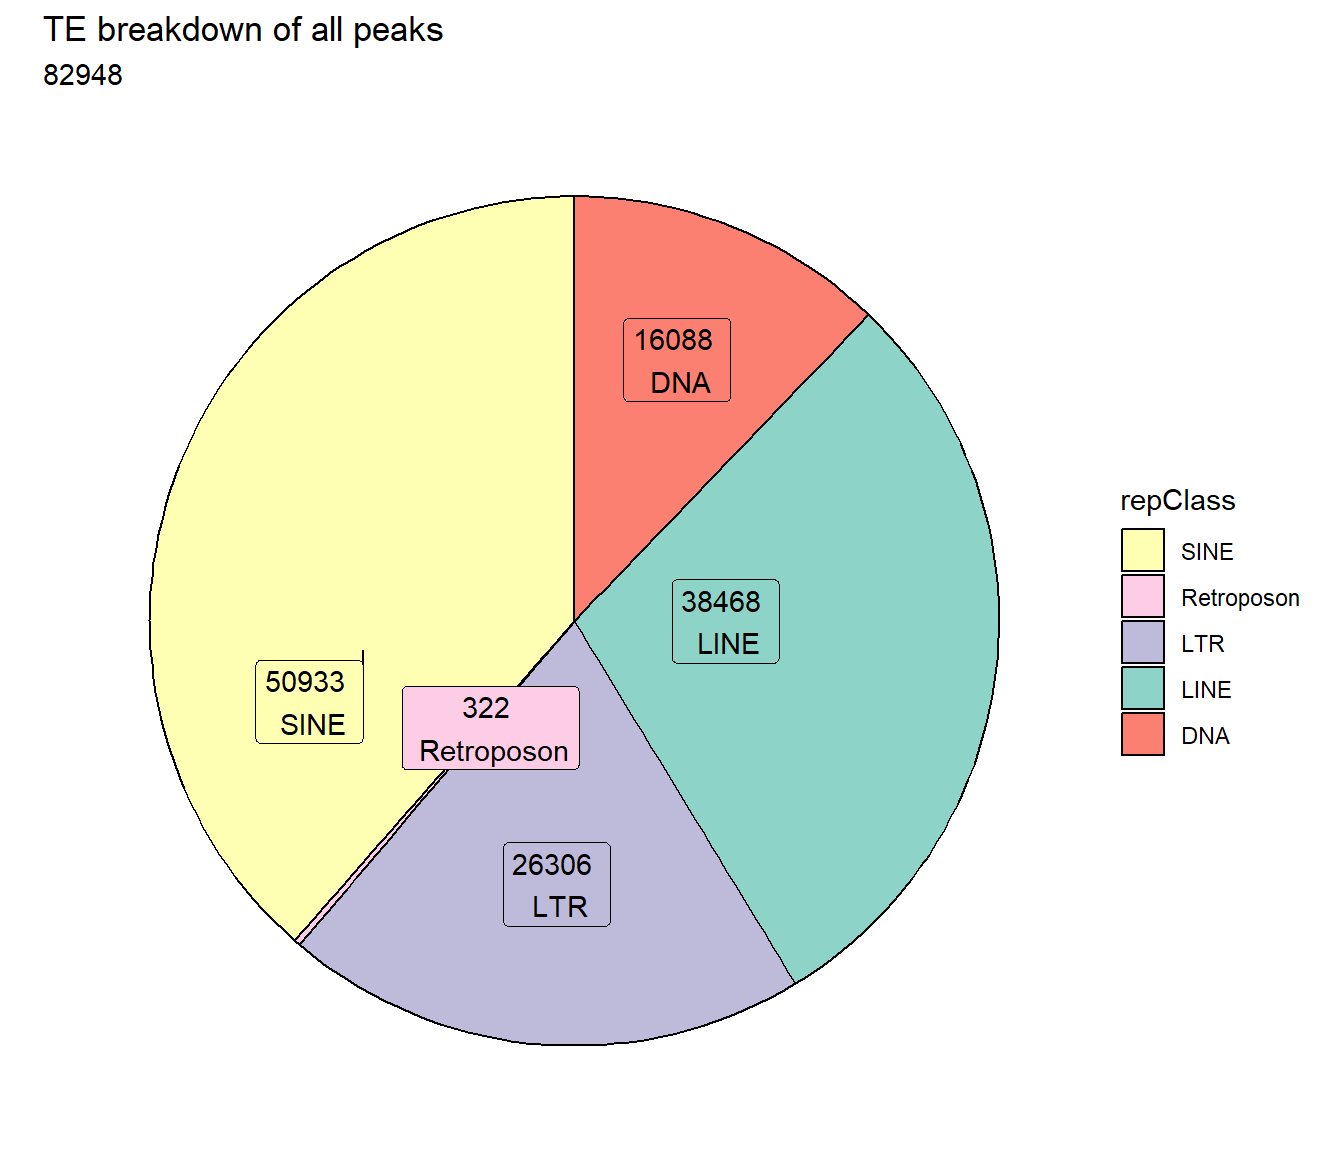 TE breakdown of all peaks
82948
16088
DNA
38468
LINE
50933
SINE
322
Retroposon
26306
LTR
repClass
SINE
Retroposon
LTR
LINE
DNA